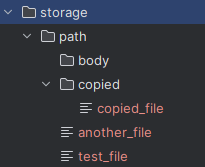 storage
path
body
copied
copied_file
another_file
test_file